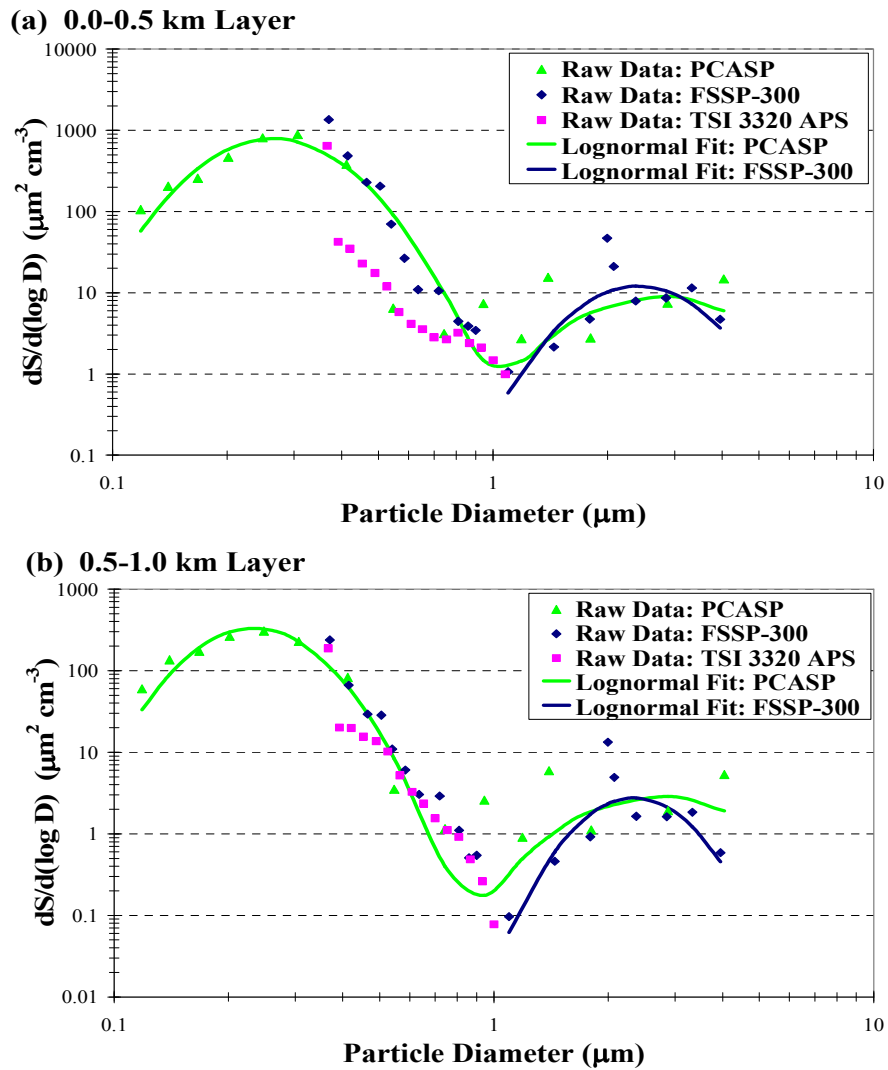 (a) 0.0-0.5 km Layer
10000
1000
100
10
1
0.1
dS/d(log D) (μm² cm⁻³)
Raw Data: PCASP
Raw Data: FSSP-300
Raw Data: TSI 3320 APS
Lognormal Fit: PCASP
Lognormal Fit: FSSP-300
0.1 1 10
Particle Diameter (μm)
(b) 0.5-1.0 km Layer
1000
100
10
1
0.1
0.01
dS/d(log D) (μm² cm⁻³)
Raw Data: PCASP
Raw Data: FSSP-300
Raw Data: TSI 3320 APS
Lognormal Fit: PCASP
Lognormal Fit: FSSP-300
0.1 1 10
Particle Diameter (μm)